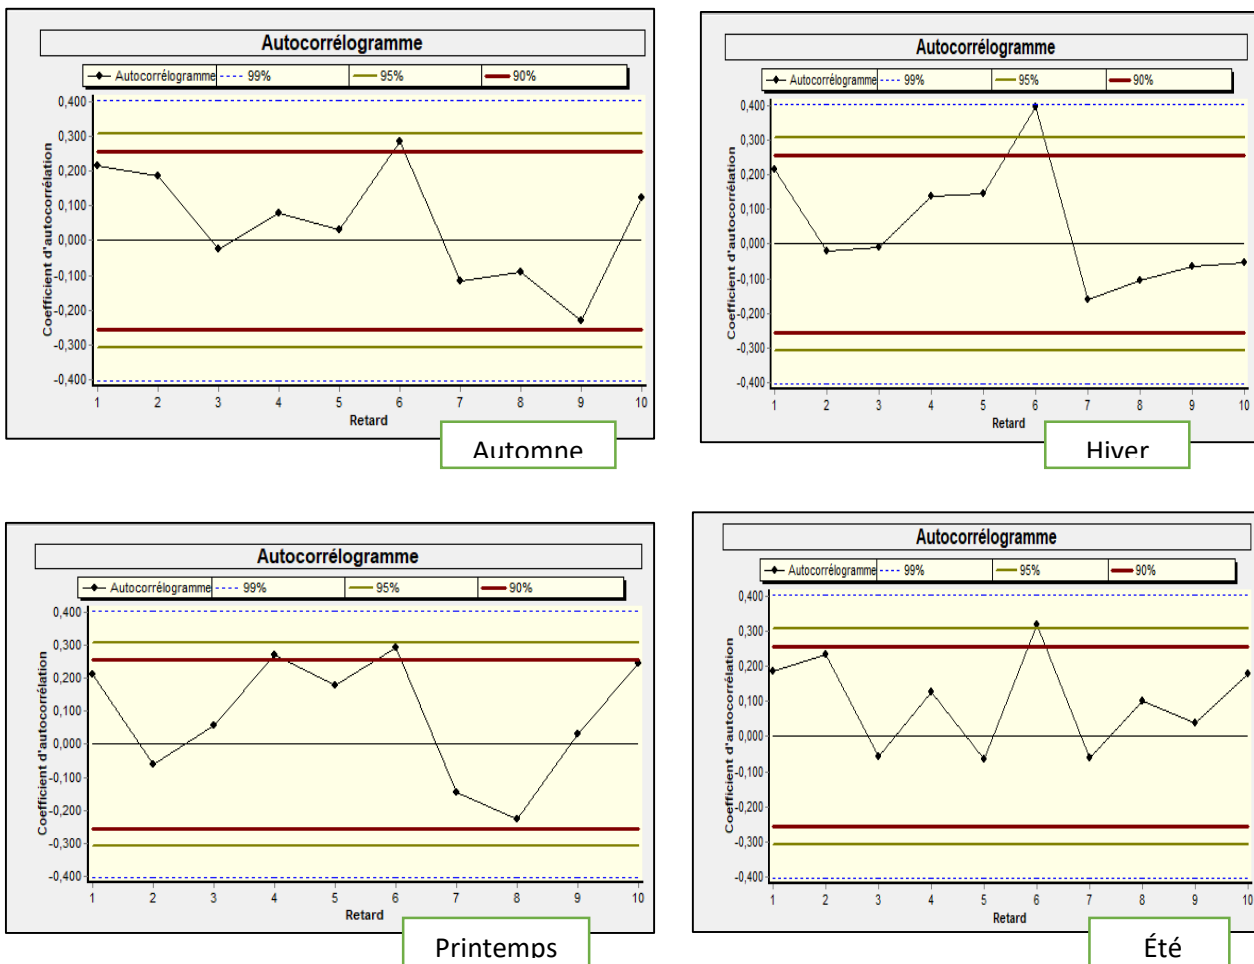 Autocorrélogramme
Autocorrélogramme 99% 95% 90%
Coefficient d'autocorrélation
0,400
0,300
0,200
0,100
0,000
-0,100
-0,200
-0,300
-0,400
1 2 3 4 5 6 7 8 9 10
Retard
Automne
Autocorrélogramme
Autocorrélogramme 99% 95% 90%
Coefficient d'autocorrélation
0,400
0,300
0,200
0,100
0,000
-0,100
-0,200
-0,300
-0,400
1 2 3 4 5 6 7 8 9 10
Retard
Hiver
Autocorrélogramme
Autocorrélogramme 99% 95% 90%
Coefficient d'autocorrélation
0,400
0,300
0,200
0,100
0,000
-0,100
-0,200
-0,300
-0,400
1 2 3 4 5 6 7 8 9 10
Retard
Printemps
Autocorrélogramme
Autocorrélogramme 99% 95% 90%
Coefficient d'autocorrélation
0,400
0,300
0,200
0,100
0,000
-0,100
-0,200
-0,300
-0,400
1 2 3 4 5 6 7 8 9 10
Retard
Été